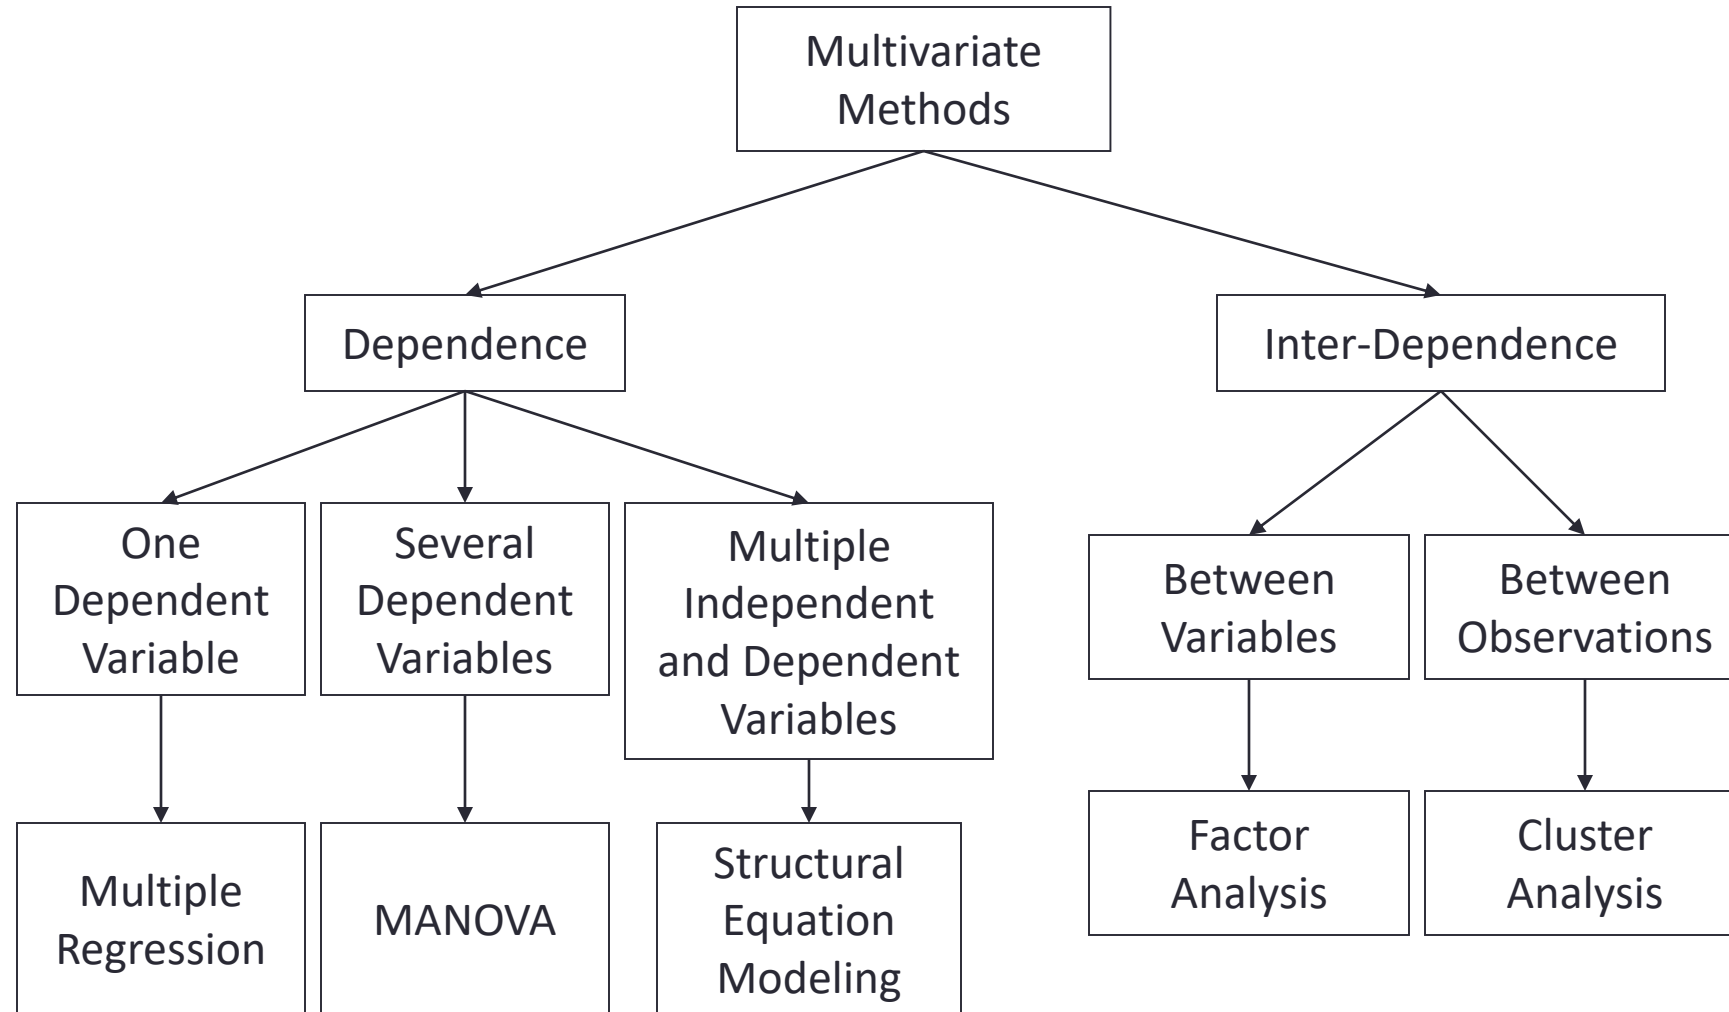 Multivariate
Methods
Dependence
Inter-Dependence
One
Dependent
Variable
Several
Dependent
Variables
Multiple
Independent
and Dependent
Variables
Between
Variables
Between
Observations
Multiple
Regression
MANOVA
Structural
Equation
Modeling
Factor
Analysis
Cluster
Analysis